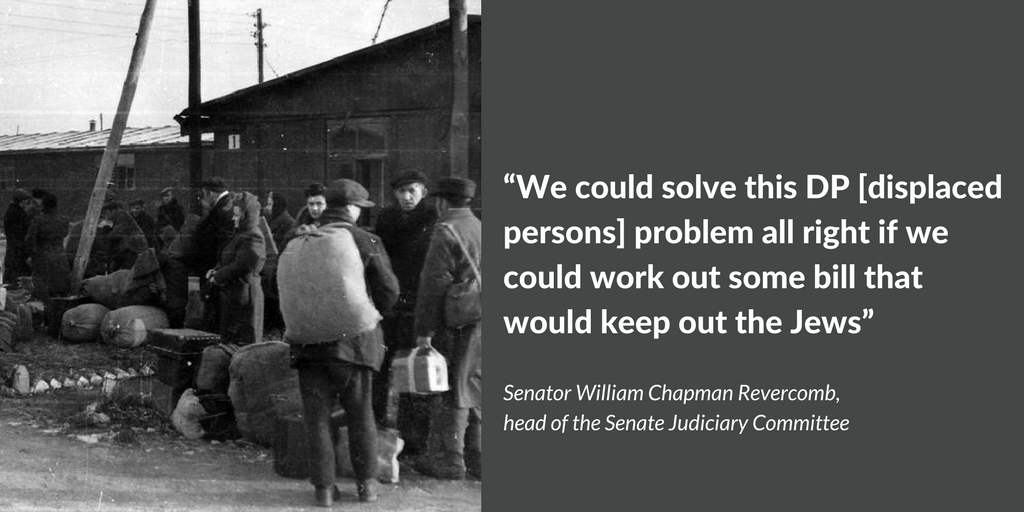 1
“We could solve this DP [displaced
persons] problem all right if we
could work out some bill that
would keep out the Jews”
Senator William Chapman Revercomb,
head of the Senate Judiciary Committee